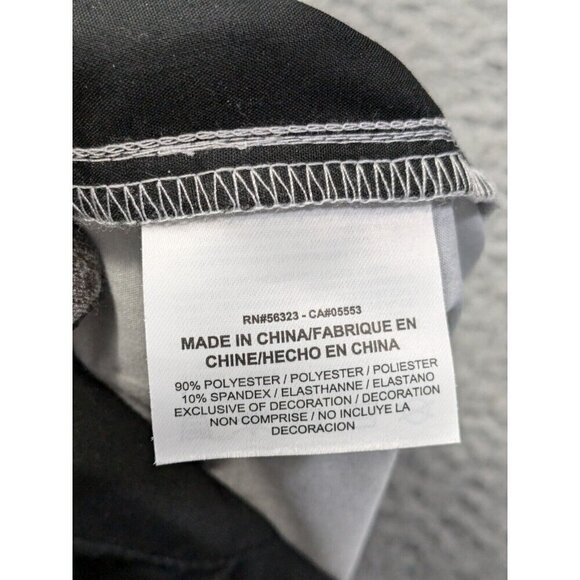 RN#56323 - CA#05553
MADE IN CHINA/FABRIQUE EN
CHINE/HECHO EN CHINA
90% POLYESTER / POLYESTER / POLIESTER
10% SPANDEX / ELASTHANNE / ELASTANO
EXCLUSIVE OF DECORATION / DECORATION
NON COMPRISE / NO INCLUYE LA
DECORACION